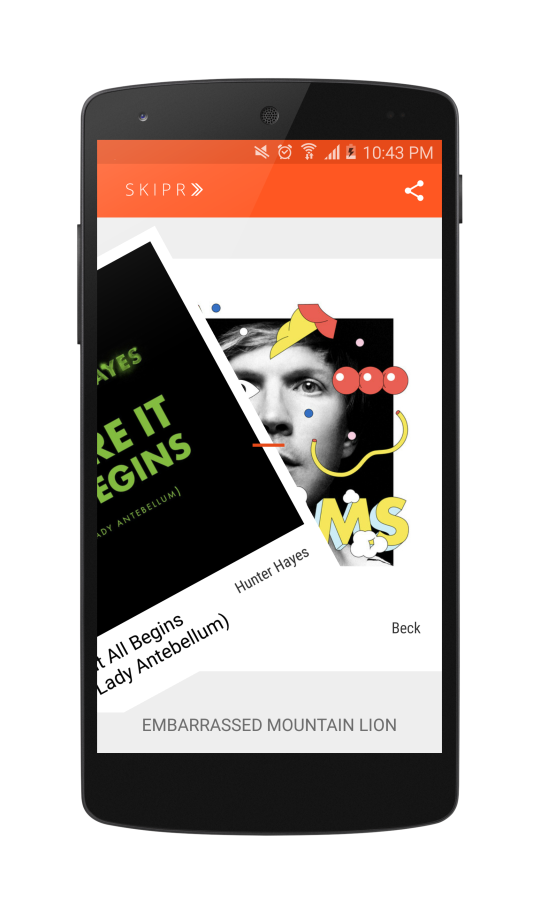 10:43 PM
SKIPR
AYES
RE IT
EGINS
ADY ANTEBELLUM)
MS
Hunter Hayes
t All Begins
Lady Antebellum)
Beck
EMBARRASSED MOUNTAIN LION